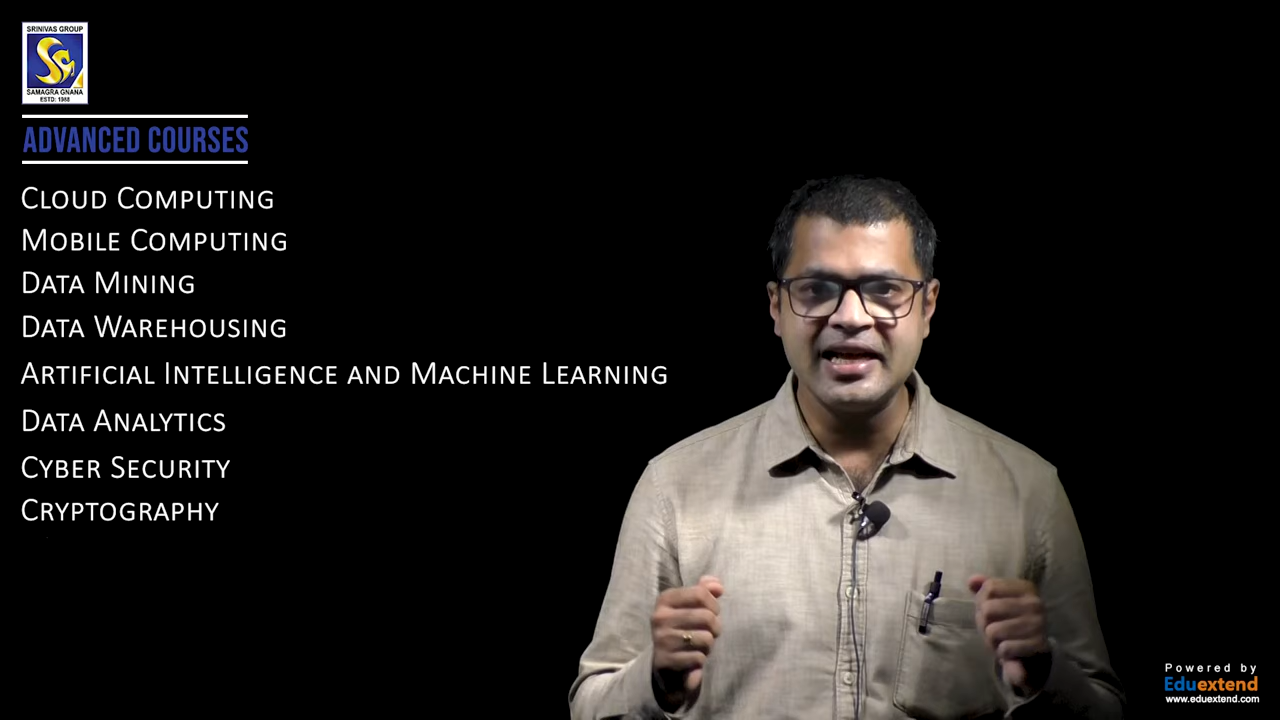 SRINIVAS GROUP
SAMAGRA GNANA
ESTD: 1988
ADVANCED COURSES
CLOUD COMPUTING
MOBILE COMPUTING
DATA MINING
DATA WAREHOUSING
ARTIFICIAL INTELLIGENCE AND MACHINE LEARNING
DATA ANALYTICS
CYBER SECURITY
CRYPTOGRAPHY
Powered by
Eduextend
www.eduextend.com